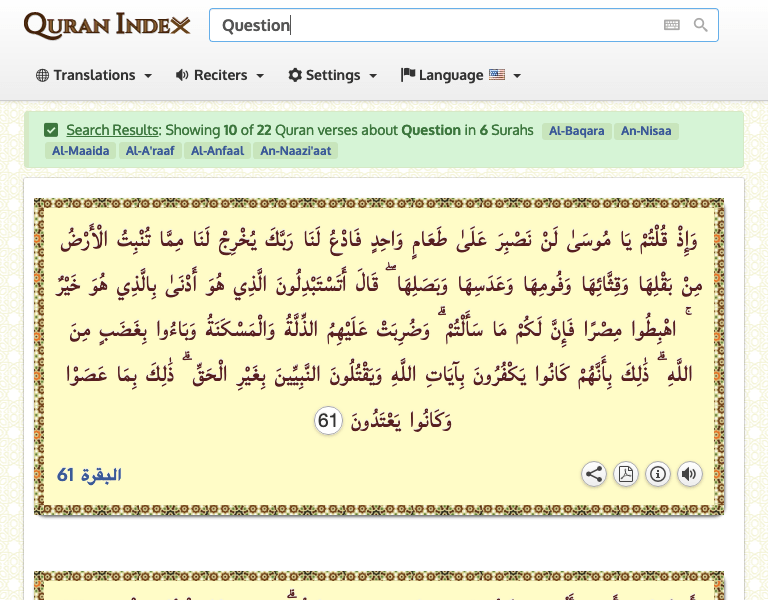 QURAN INDEX
Question
Translations
Reciters
Settings
Language
Search Results: Showing 10 of 22 Quran verses about Question in 6 Surahs Al-Baqara An-Nisaa
Al-Maaida Al-A'raaf Al-Anfaal An-Naazi'aat
وَإِذْ قُلْتُمْ يَا مُوسَىٰ لَنْ نَصْبِرَ عَلَىٰ طَعَامٍ وَاحِدٍ فَادْعُ لَنَا رَبَّكَ يُخْرِجْ لَنَا مِمَّا تُنْبِتُ الْأَرْضُ
مِنْ بَقْلِهَا وَقِثَّائِهَا وَفُومِهَا وَعَدَسِهَا وَبَصَلِهَا ۖ قَالَ أَتَسْتَبْدِلُونَ الَّذِي هُوَ أَدْنَىٰ بِالَّذِي هُوَ خَيْرٌ
ۚ اهْبِطُوا مِصْرًا فَإِنَّ لَكُمْ مَا سَأَلْتُمْ ۗ وَضُرِبَتْ عَلَيْهِمُ الذِّلَّةُ وَالْمَسْكَنَةُ وَبَاءُوا بِغَضَبٍ مِنَ
اللَّهِ ۗ ذَٰلِكَ بِأَنَّهُمْ كَانُوا يَكْفُرُونَ بِآيَاتِ اللَّهِ وَيَقْتُلُونَ النَّبِيِّينَ بِغَيْرِ الْحَقِّ ۗ ذَٰلِكَ بِمَا عَصَوْا
وَكَانُوا يَعْتَدُونَ 61
البقرة 61